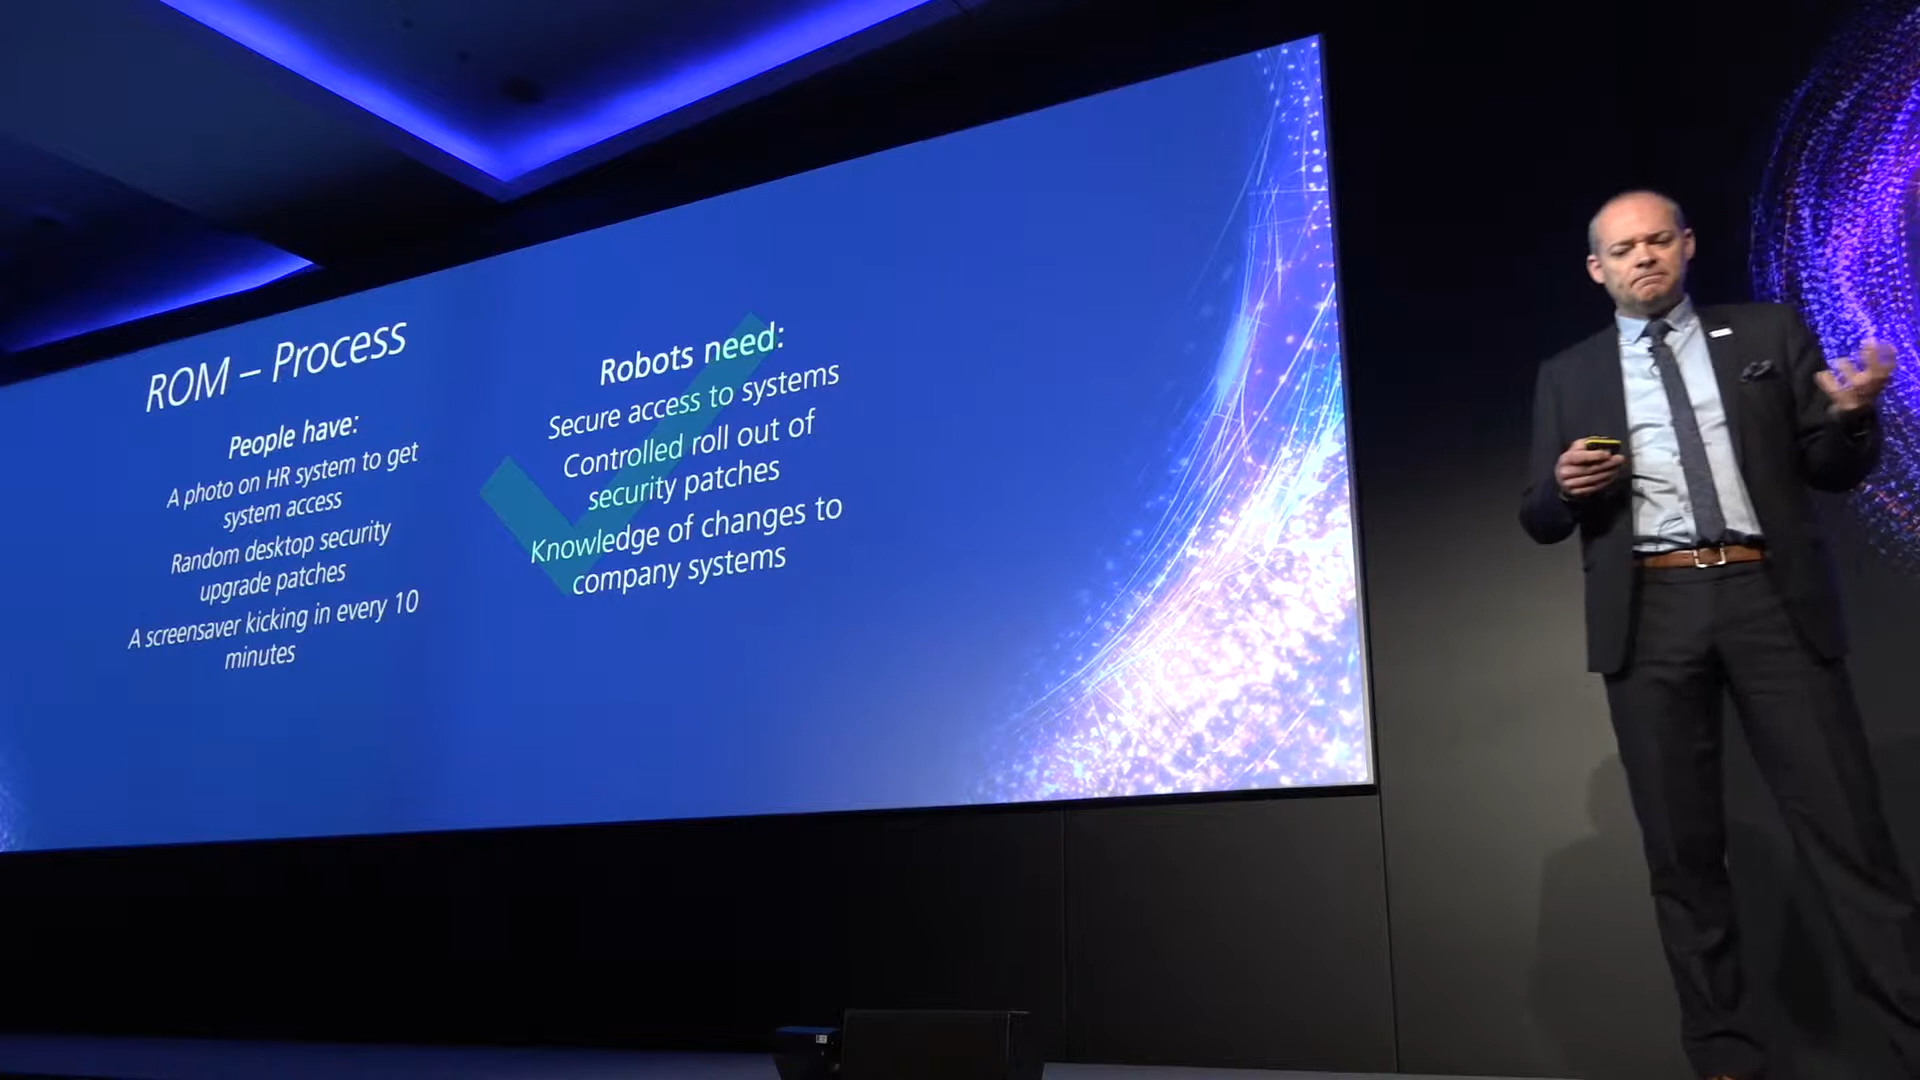 ROM – Process
People have:
A photo on HR system to get
system access
Random desktop security
upgrade patches
A screensaver kicking in every 10
minutes
Robots need:
Secure access to systems
Controlled roll out of
security patches
Knowledge of changes to
company systems